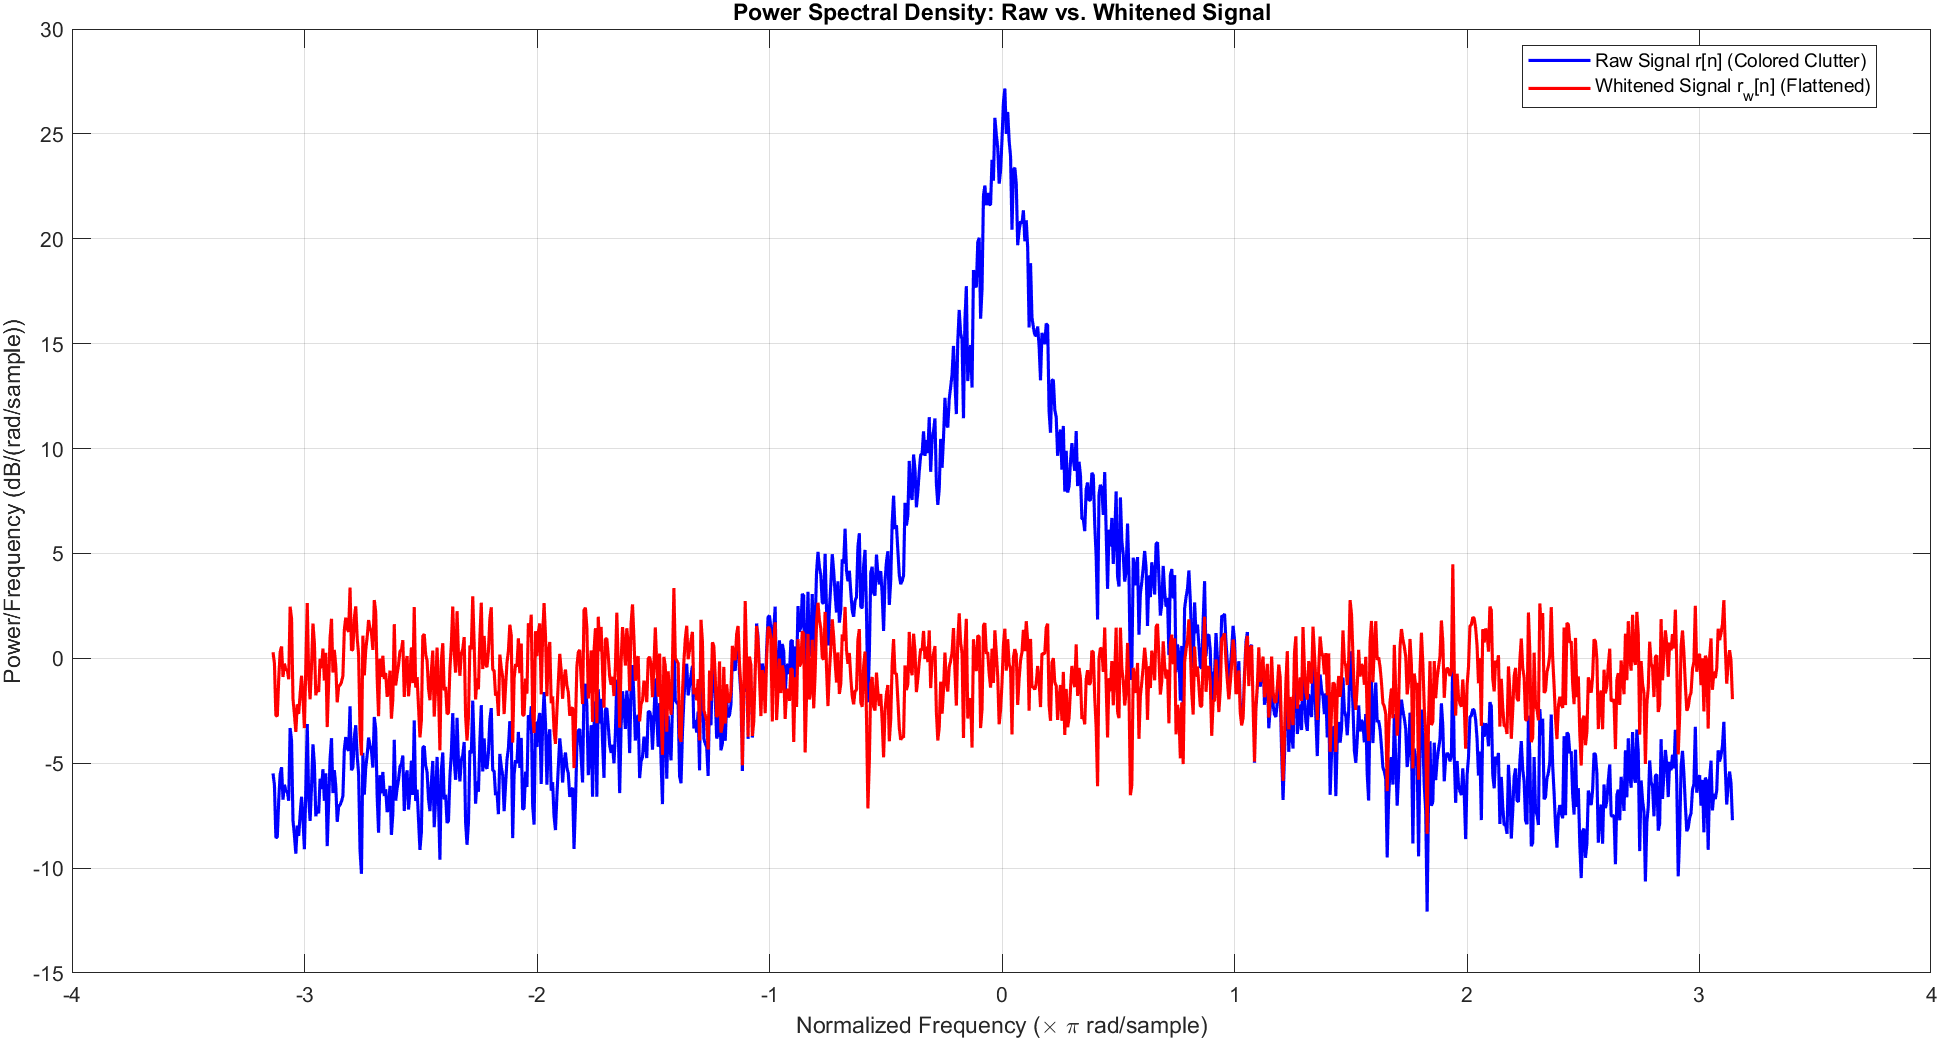 Power Spectral Density: Raw vs. Whitened Signal
Raw Signal r[n] (Colored Clutter)
Whitened Signal r_w[n] (Flattened)
Power/Frequency (dB/(rad/sample))
30
25
20
15
10
5
0
-5
-10
-15
-4 -3 -2 -1 0 1 2 3 4
Normalized Frequency (× π rad/sample)